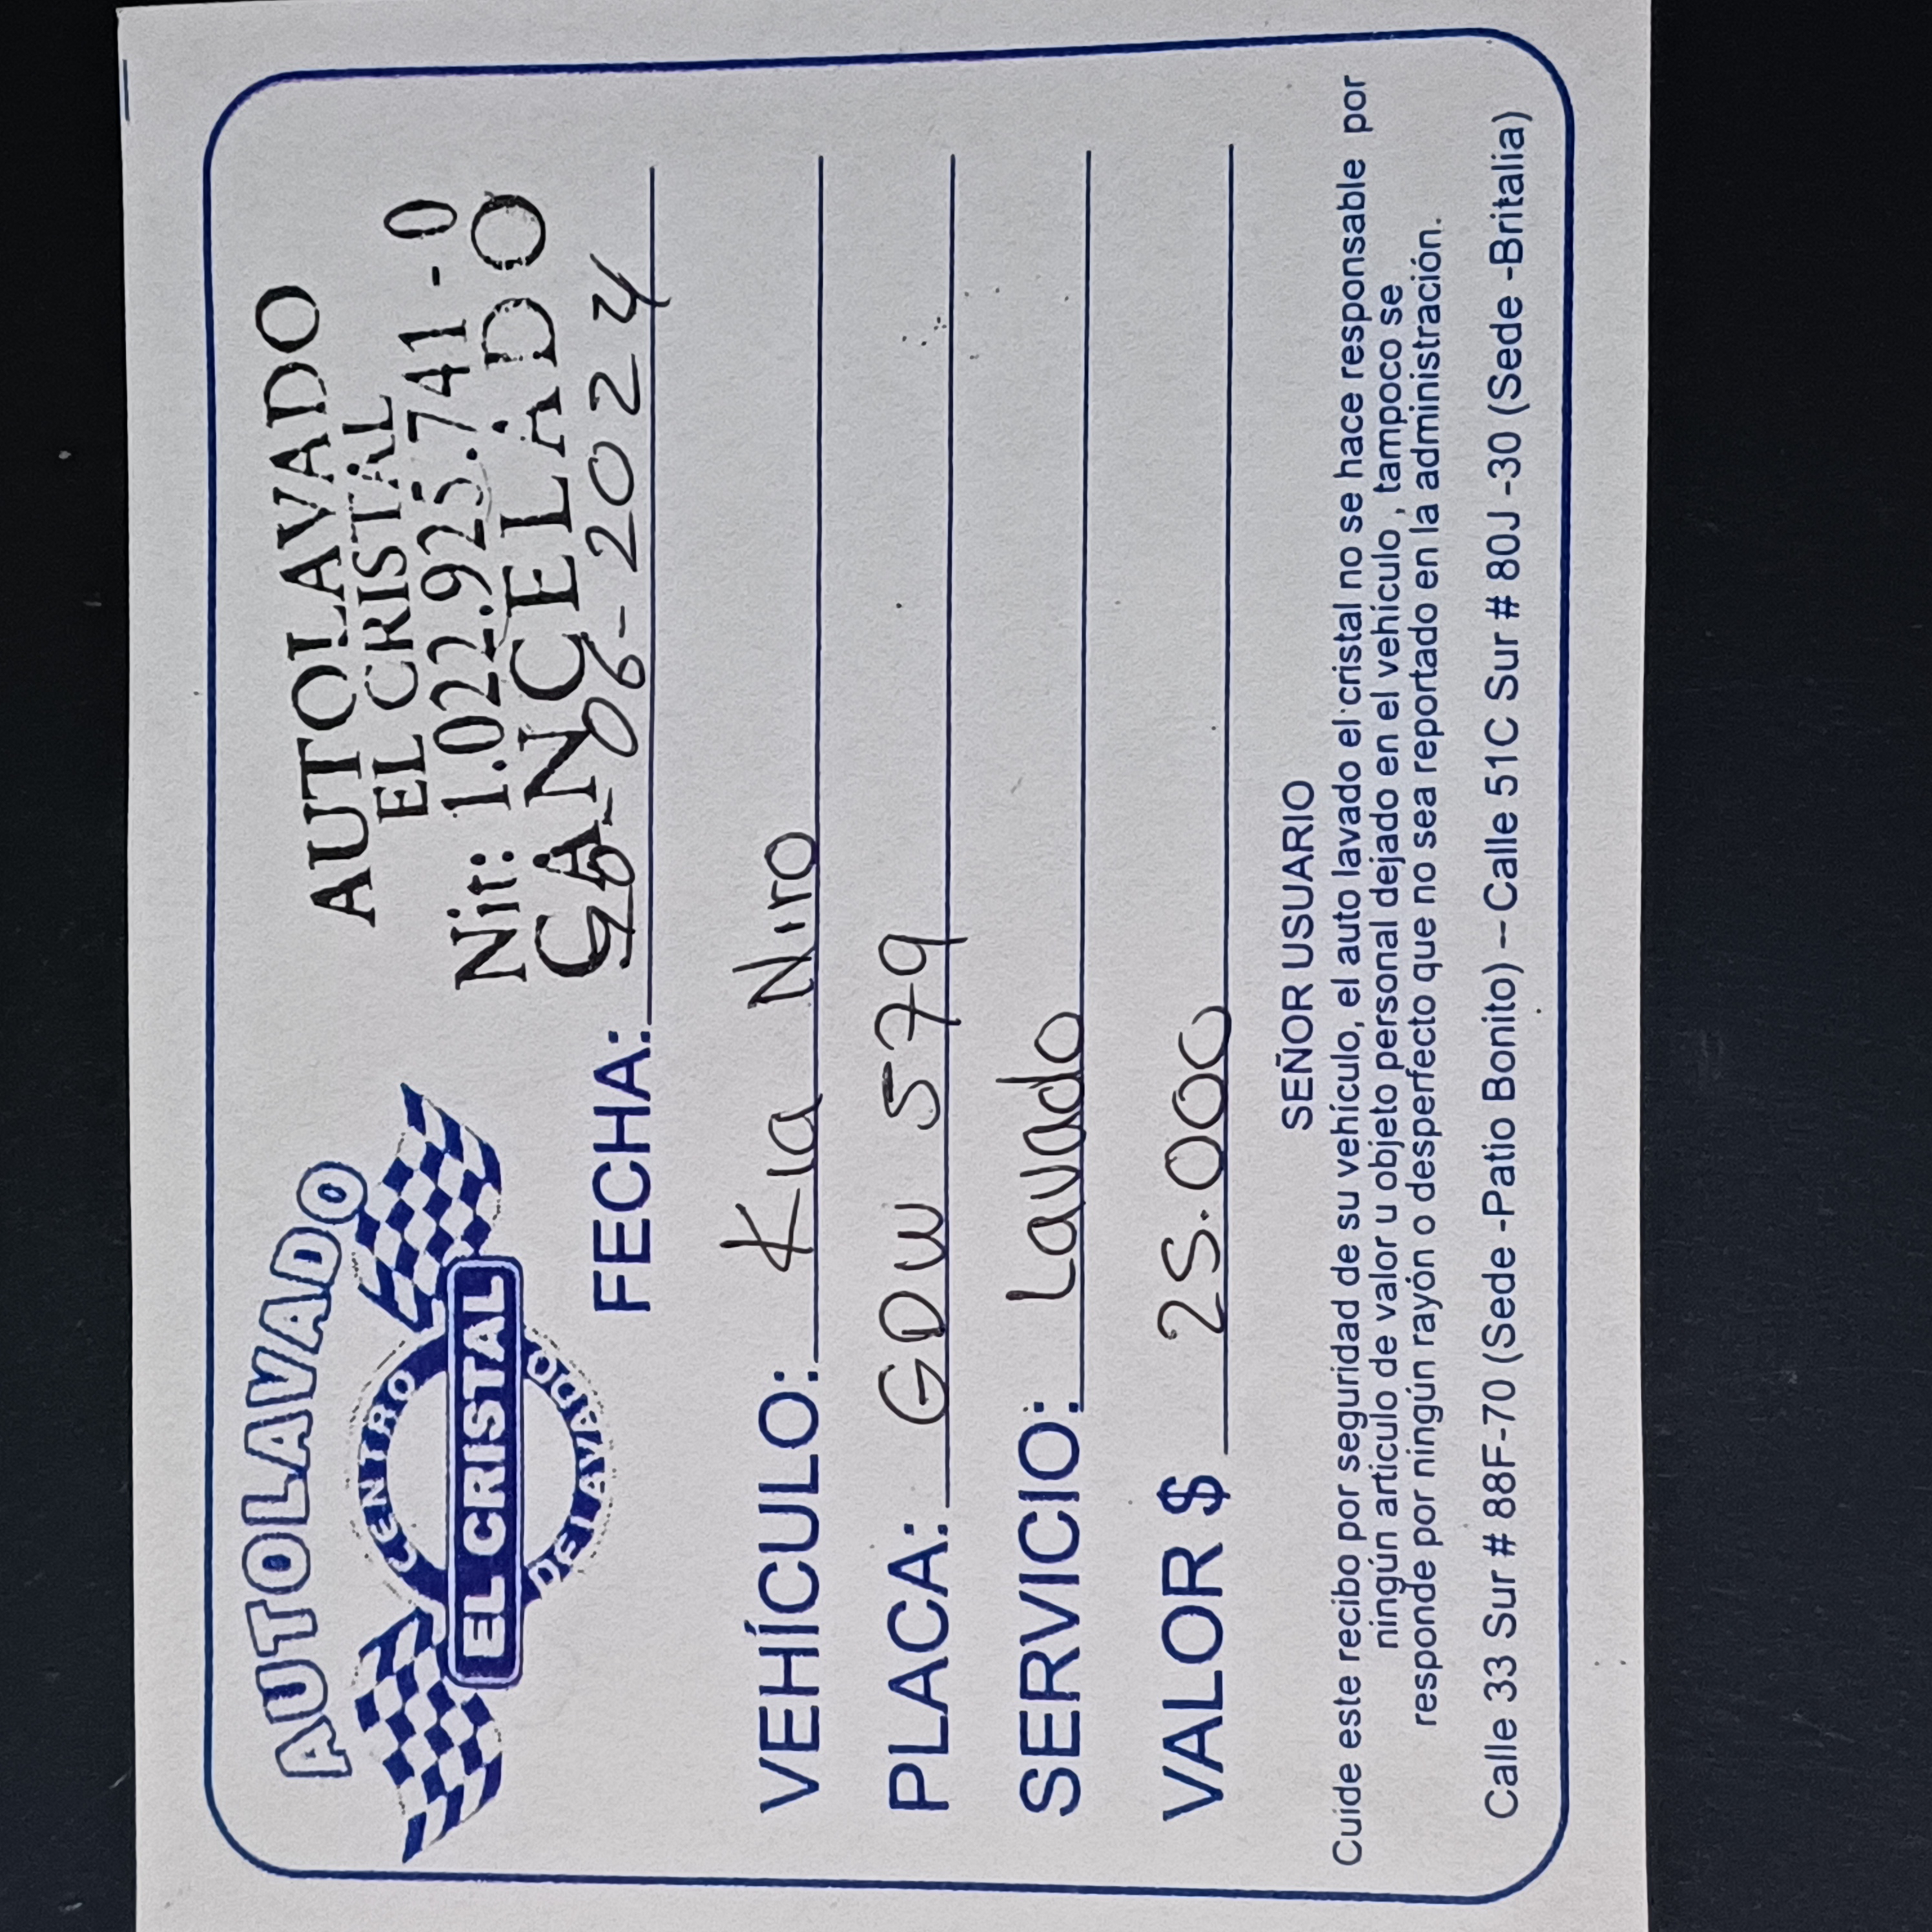 AUTOLAVADO
CENTRO
EL CRISTAL
DE LAVADO
AUTOLAVADO
EL CRISTAL
Nit: 1.022.925.741-0
CANCELADO
FECHA: -06-2024
VEHÍCULO: Kia Niro
PLACA: GDW 579
SERVICIO: Lavado
VALOR $ 25.000
SEÑOR USUARIO
Cuide este recibo por seguridad de su vehículo, el auto lavado el cristal no se hace responsable por
ningún articulo de valor u objeto personal dejado en el vehículo , tampoco se
responde por ningún rayón o desperfecto que no sea reportado en la administración.
Calle 33 Sur # 88F-70 (Sede -Patio Bonito) --Calle 51C Sur # 80J -30 (Sede -Britalia)